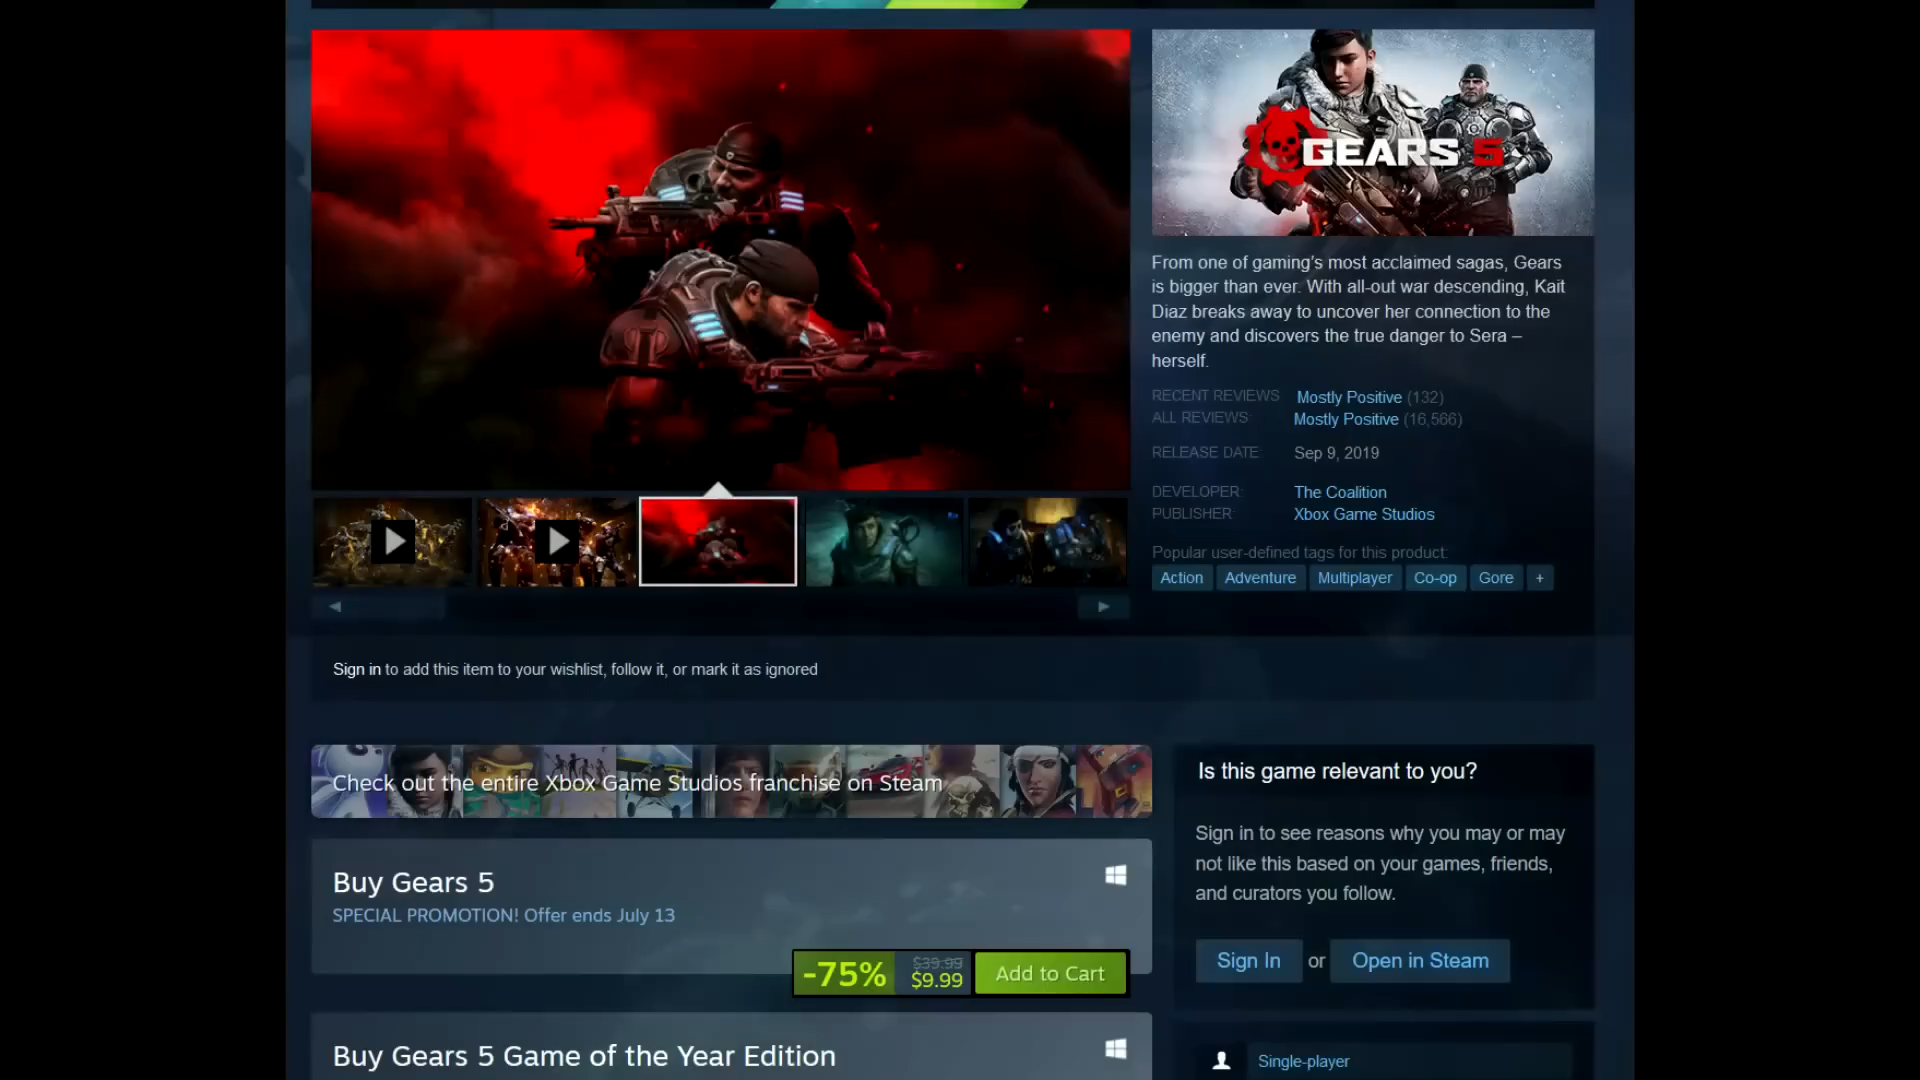 GEARS 5
From one of gaming's most acclaimed sagas, Gears
is bigger than ever. With all-out war descending, Kait
Diaz breaks away to uncover her connection to the
enemy and discovers the true danger to Sera –
herself.
RECENT REVIEWS Mostly Positive (132)
ALL REVIEWS: Mostly Positive (16,566)
RELEASE DATE: Sep 9, 2019
DEVELOPER: The Coalition
PUBLISHER: Xbox Game Studios
Popular user-defined tags for this product:
Action Adventure Multiplayer Co-op Gore +
Sign in to add this item to your wishlist, follow it, or mark it as ignored
Check out the entire Xbox Game Studios franchise on Steam
Buy Gears 5
SPECIAL PROMOTION! Offer ends July 13
-75% $39.99 $9.99 Add to Cart
Buy Gears 5 Game of the Year Edition
Is this game relevant to you?
Sign in to see reasons why you may or may
not like this based on your games, friends,
and curators you follow.
Sign In or Open in Steam
Single-player